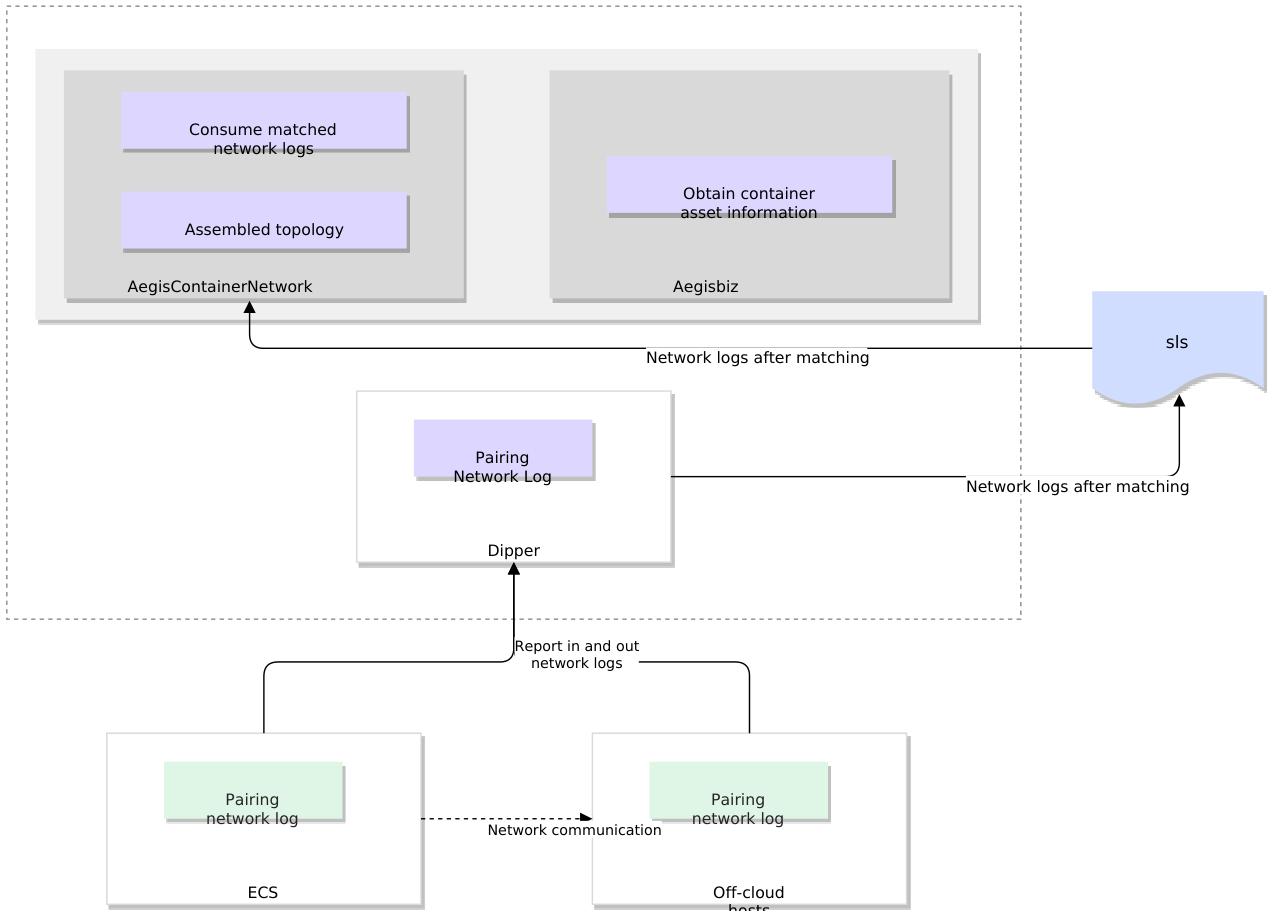 Consume matched
network logs
Assembled topology
AegisContainerNetwork
Obtain container
asset information
Aegisbiz
sls
Network logs after matching
Pairing
Network Log
Dipper
Network logs after matching
Report in and out
network logs
Pairing
network log
ECS
Network communication
Pairing
network log
Off-cloud
hosts